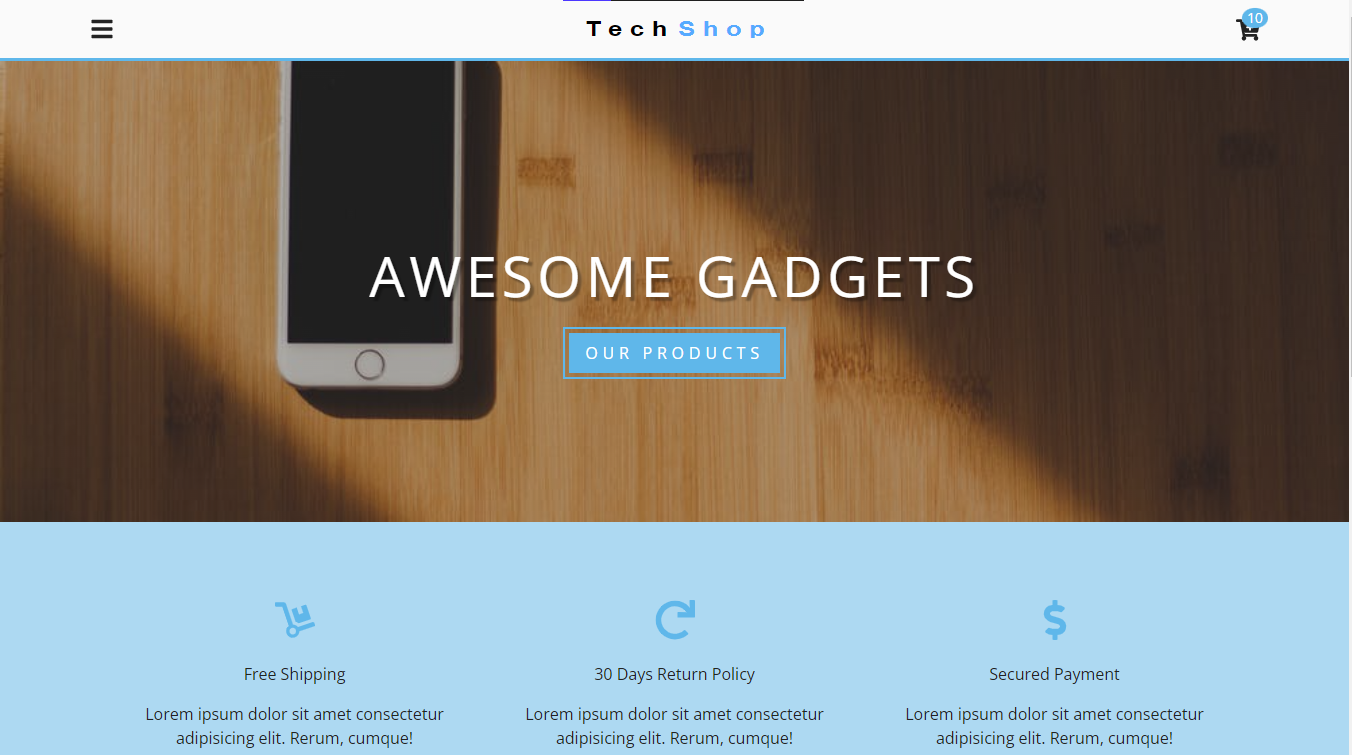 Tech Shop
10
AWESOME GADGETS
OUR PRODUCTS
Free Shipping
Lorem ipsum dolor sit amet consectetur
adipisicing elit. Rerum, cumque!
30 Days Return Policy
Lorem ipsum dolor sit amet consectetur
adipisicing elit. Rerum, cumque!
Secured Payment
Lorem ipsum dolor sit amet consectetur
adipisicing elit. Rerum, cumque!